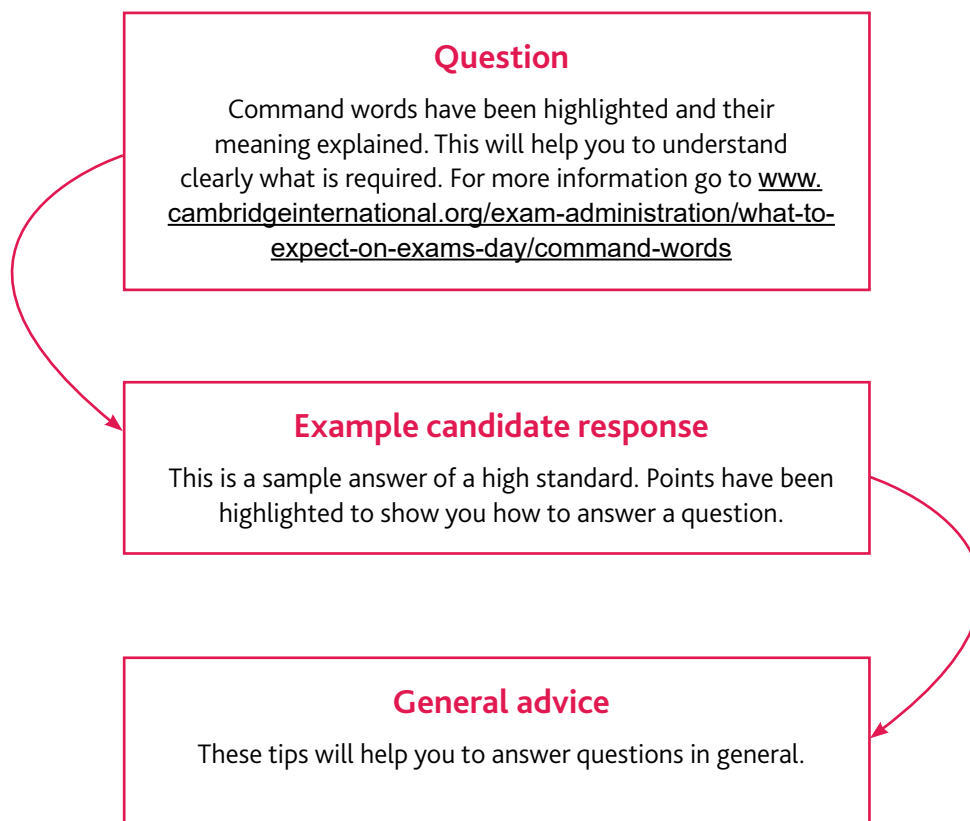 Question
Command words have been highlighted and their
meaning explained. This will help you to understand
clearly what is required. For more information go to www.
cambridgeinternational.org/exam-administration/what-to-
expect-on-exams-day/command-words
Example candidate response
This is a sample answer of a high standard. Points have been
highlighted to show you how to answer a question.
General advice
These tips will help you to answer questions in general.